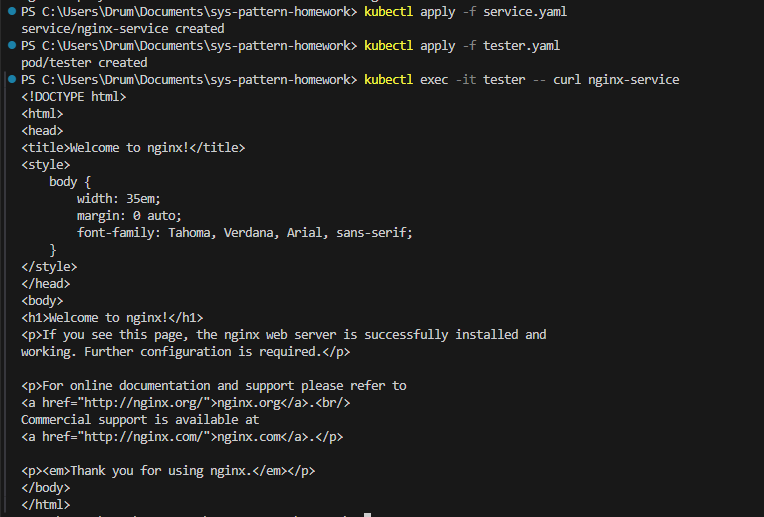 PS C:\Users\Drum\Documents\sys-pattern-homework> kubectl apply -f service.yaml
service/nginx-service created
PS C:\Users\Drum\Documents\sys-pattern-homework> kubectl apply -f tester.yaml
pod/tester created
PS C:\Users\Drum\Documents\sys-pattern-homework> kubectl exec -it tester -- curl nginx-service
<!DOCTYPE html>
<html>
<head>
<title>Welcome to nginx!</title>
<style>
    body {
        width: 35em;
        margin: 0 auto;
        font-family: Tahoma, Verdana, Arial, sans-serif;
    }
</style>
</head>
<body>
<h1>Welcome to nginx!</h1>
<p>If you see this page, the nginx web server is successfully installed and
working. Further configuration is required.</p>

<p>For online documentation and support please refer to
<a href="http://nginx.org/">nginx.org</a>.<br/>
Commercial support is available at
<a href="http://nginx.com/">nginx.com</a>.</p>

<p><em>Thank you for using nginx.</em></p>
</body>
</html>